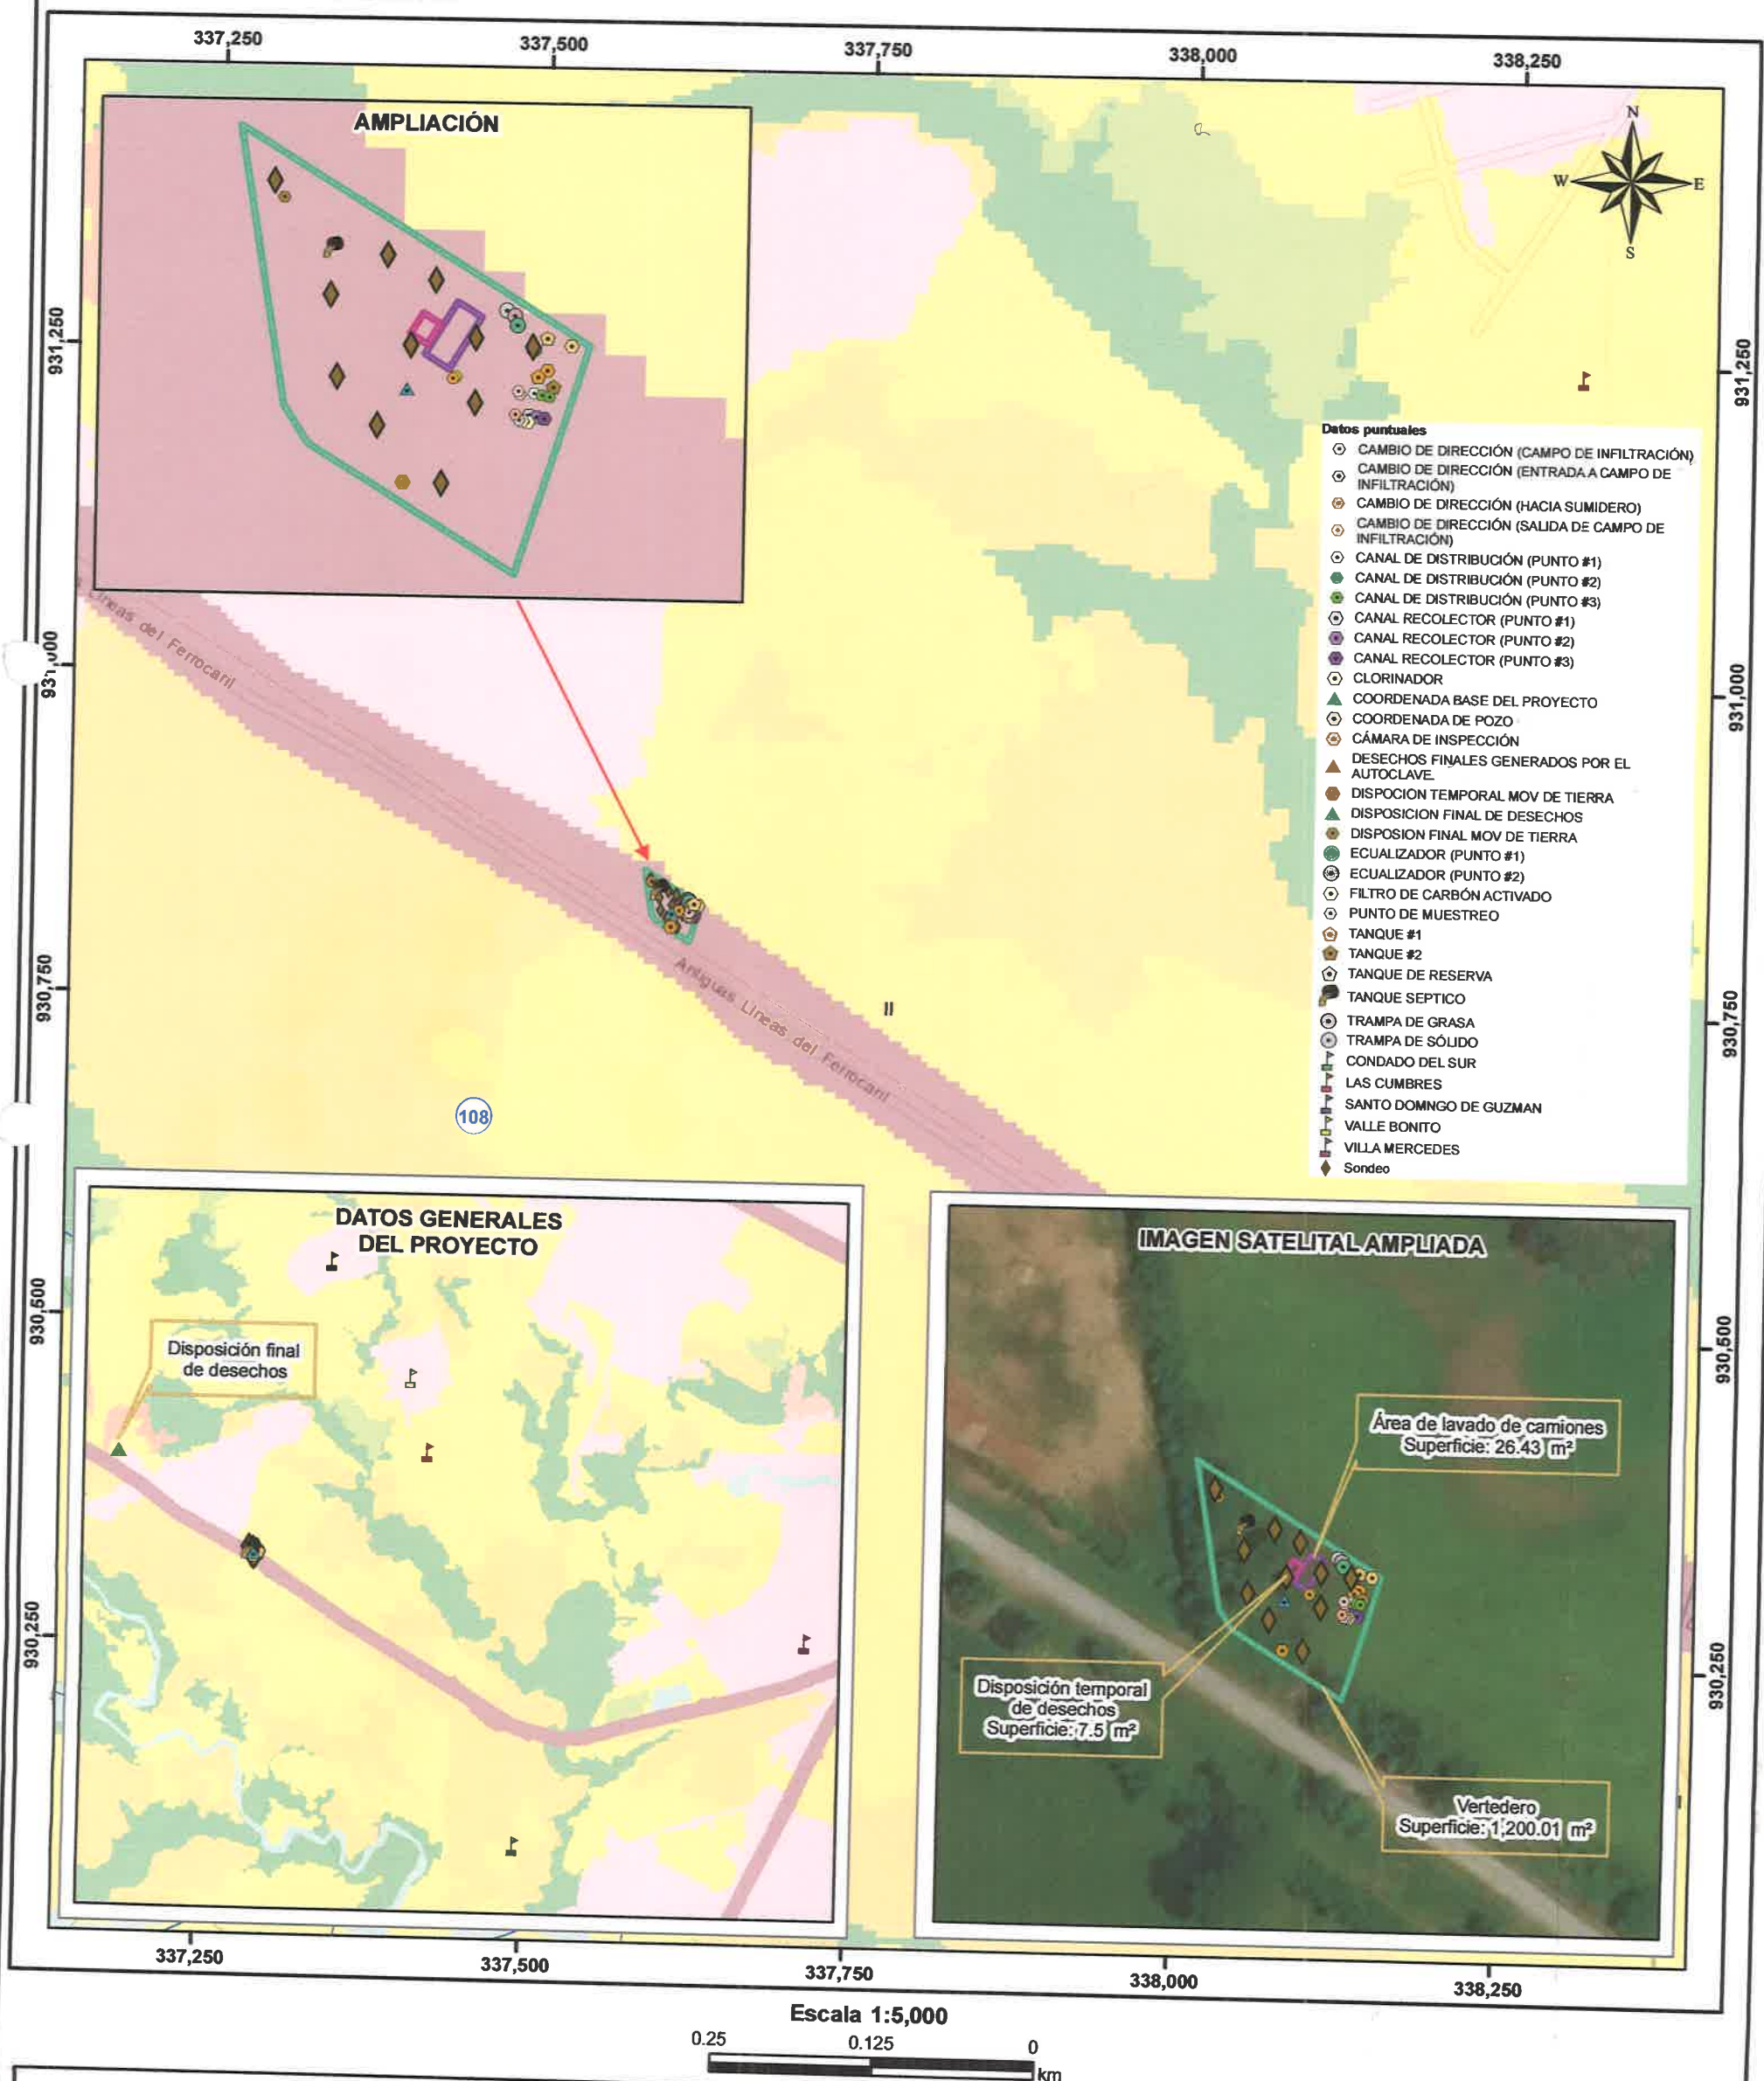 337,250
337,500
337,750
338,000
338,250
AMPLIACIÓN
N
W
E
S
931,250
931,250
Datos puntuales
CAMBIO DE DIRECCIÓN (CAMPO DE INFILTRACIÓN)
CAMBIO DE DIRECCIÓN (ENTRADA A CAMPO DE
INFILTRACIÓN)
CAMBIO DE DIRECCIÓN (HACIA SUMIDERO)
CAMBIO DE DIRECCIÓN (SALIDA DE CAMPO DE
INFILTRACIÓN)
CANAL DE DISTRIBUCIÓN (PUNTO #1)
CANAL DE DISTRIBUCIÓN (PUNTO #2)
CANAL DE DISTRIBUCIÓN (PUNTO #3)
CANAL RECOLECTOR (PUNTO #1)
CANAL RECOLECTOR (PUNTO #2)
CANAL RECOLECTOR (PUNTO #3)
CLORINADOR
COORDENADA BASE DEL PROYECTO
COORDENADA DE POZO
CÁMARA DE INSPECCIÓN
DESECHOS FINALES GENERADOS POR EL
AUTOCLAVE
DISPOCION TEMPORAL MOV DE TIERRA
DISPOSICION FINAL DE DESECHOS
DISPOSION FINAL MOV DE TIERRA
ECUALIZADOR (PUNTO #1)
ECUALIZADOR (PUNTO #2)
FILTRO DE CARBÓN ACTIVADO
PUNTO DE MUESTREO
TANQUE #1
TANQUE #2
TANQUE DE RESERVA
TANQUE SEPTICO
TRAMPA DE GRASA
TRAMPA DE SÓLIDO
CONDADO DEL SUR
LAS CUMBRES
SANTO DOMNGO DE GUZMAN
VALLE BONITO
VILLA MERCEDES
Sondeo
931,000
931,000
Líneas del Ferrocaril
930,750
930,750
Antiguas Líneas del Ferrocaril
II
108
DATOS GENERALES
DEL PROYECTO
Disposición final
de desechos
930,500
930,500
930,250
930,250
IMAGEN SATELITAL AMPLIADA
Área de lavado de camiones
Superficie: 26.43 m²
Disposición temporal
de desechos
Superficie: 7.5 m²
Vertedero
Superficie: 1,200.01 m²
I
337,250
337,500
337,750
338,000
338,250
Escala 1:5,000
0.25
0.125
0
km